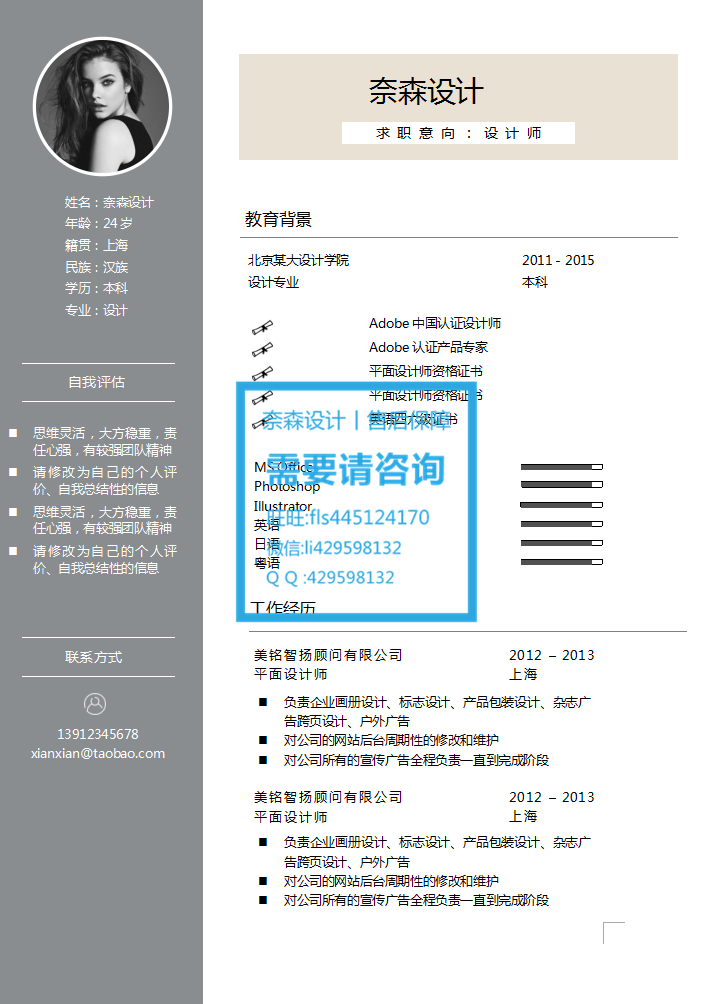 姓名：奈森设计
年龄：24 岁
籍贯：上海
民族：汉族
学历：本科
专业：设计
自我评估
■ 思维灵活，大方稳重，责
任心强，有较强团队精神
■ 请修改为自己的个人评
价、自我总结性的信息
■ 思维灵活，大方稳重，责
任心强，有较强团队精神
■ 请修改为自己的个人评
价、自我总结性的信息
联系方式
13912345678
xianxian@taobao.com
奈森设计
求职意向：设计师
教育背景
北京某大设计学院 2011 - 2015
设计专业 本科
Adobe 中国认证设计师
Adobe 认证产品专家
平面设计师资格证书
平面设计师资格证书
英语四六级证书
奈森设计丨售后保障
需要请咨询
旺旺:fls445124170
微信:li429598132
Q Q :429598132
MS Office
Photoshop
Illustrator
英语
日语
粤语
工作经历
美铭智扬顾问有限公司 2012 – 2013
平面设计师 上海
■ 负责企业画册设计、标志设计、产品包装设计、杂志广
告跨页设计、户外广告
■ 对公司的网站后台周期性的修改和维护
■ 对公司所有的宣传广告全程负责一直到完成阶段
美铭智扬顾问有限公司 2012 – 2013
平面设计师 上海
■ 负责企业画册设计、标志设计、产品包装设计、杂志广
告跨页设计、户外广告
■ 对公司的网站后台周期性的修改和维护
■ 对公司所有的宣传广告全程负责一直到完成阶段